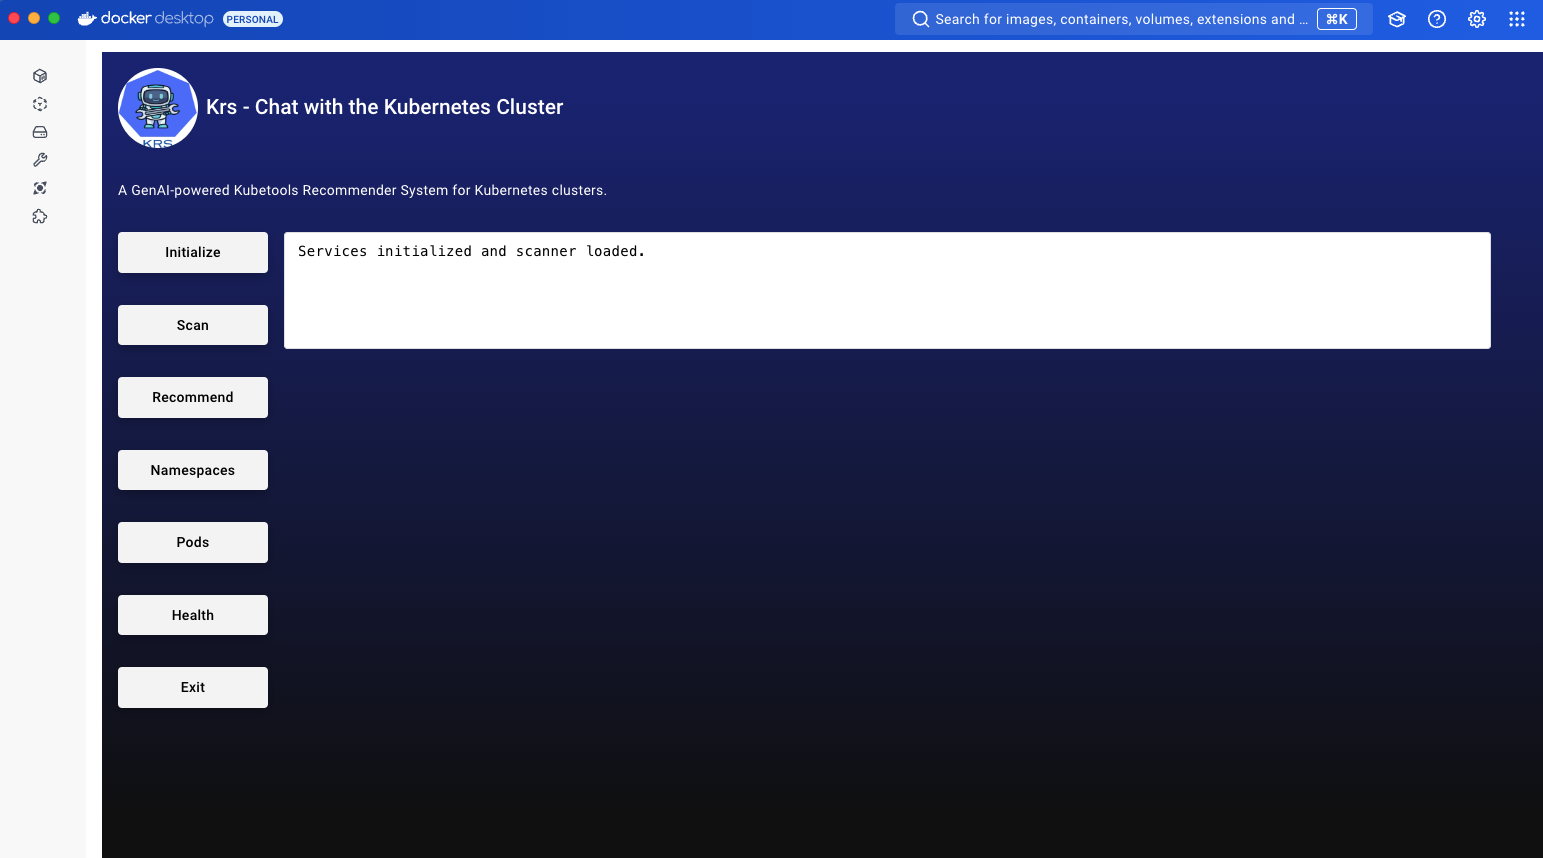 docker desktop PERSONAL
Search for images, containers, volumes, extensions and ... ⌘K
KRS
Krs - Chat with the Kubernetes Cluster
A GenAI-powered Kubetools Recommender System for Kubernetes clusters.
Initialize
Services initialized and scanner loaded.
Scan
Recommend
Namespaces
Pods
Health
Exit